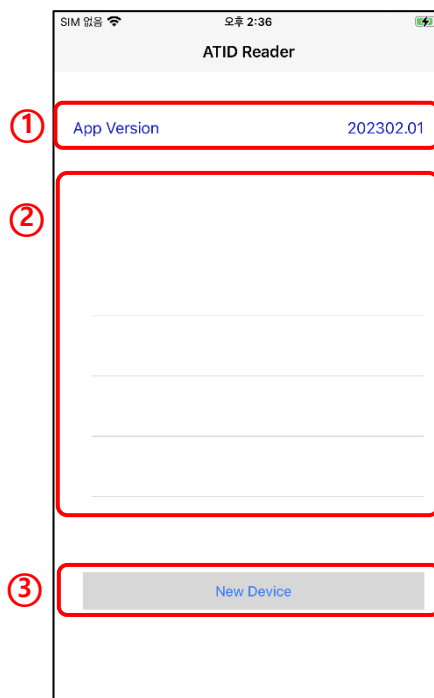 SIM 없음 오후 2:36
ATID Reader
① App Version 202302.01
②
③ New Device